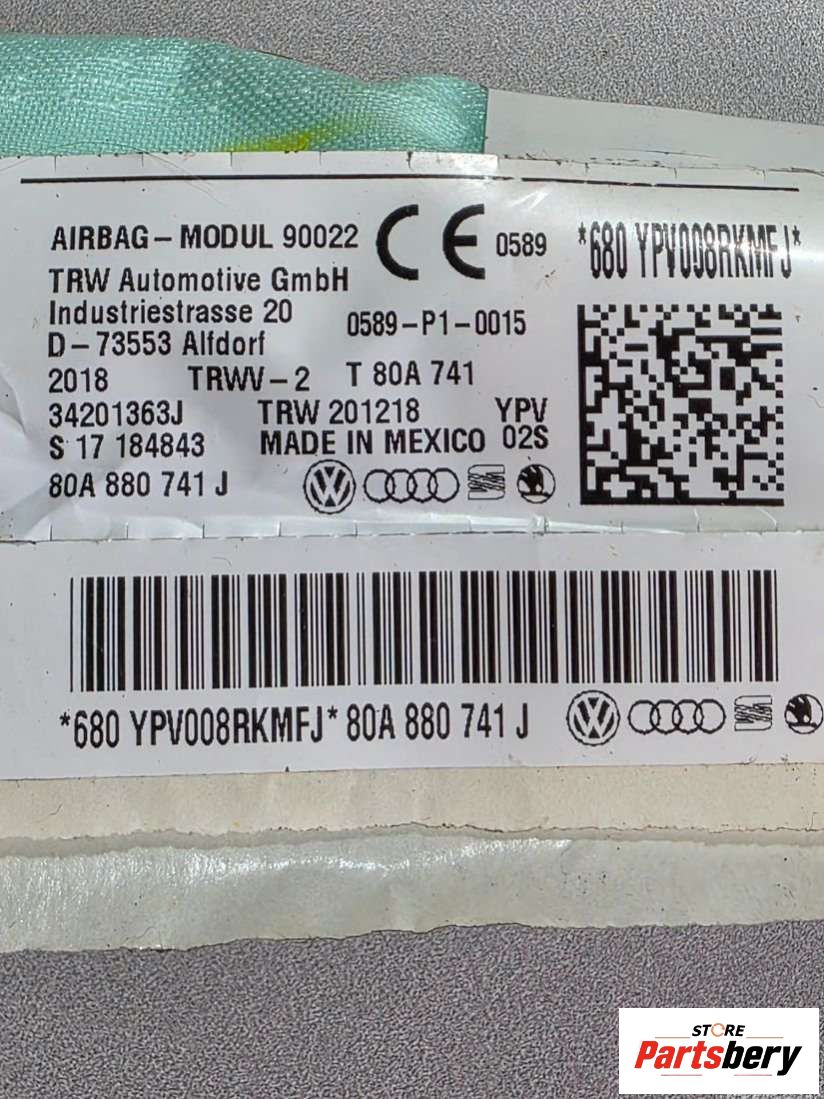 AIRBAG-MODUL 90022
CE 0589
*680 YPV008RKMFJ*
TRW Automotive GmbH
Industriestrasse 20
0589-P1-0015
D-73553 Alfdorf
2018 TRWV-2 T 80A 741
34201363J TRW 201218 YPV
S 17 184843 MADE IN MEXICO 02S
80A 880 741 J
*680 YPV008RKMFJ* 80A 880 741 J
STORE
Partsbery